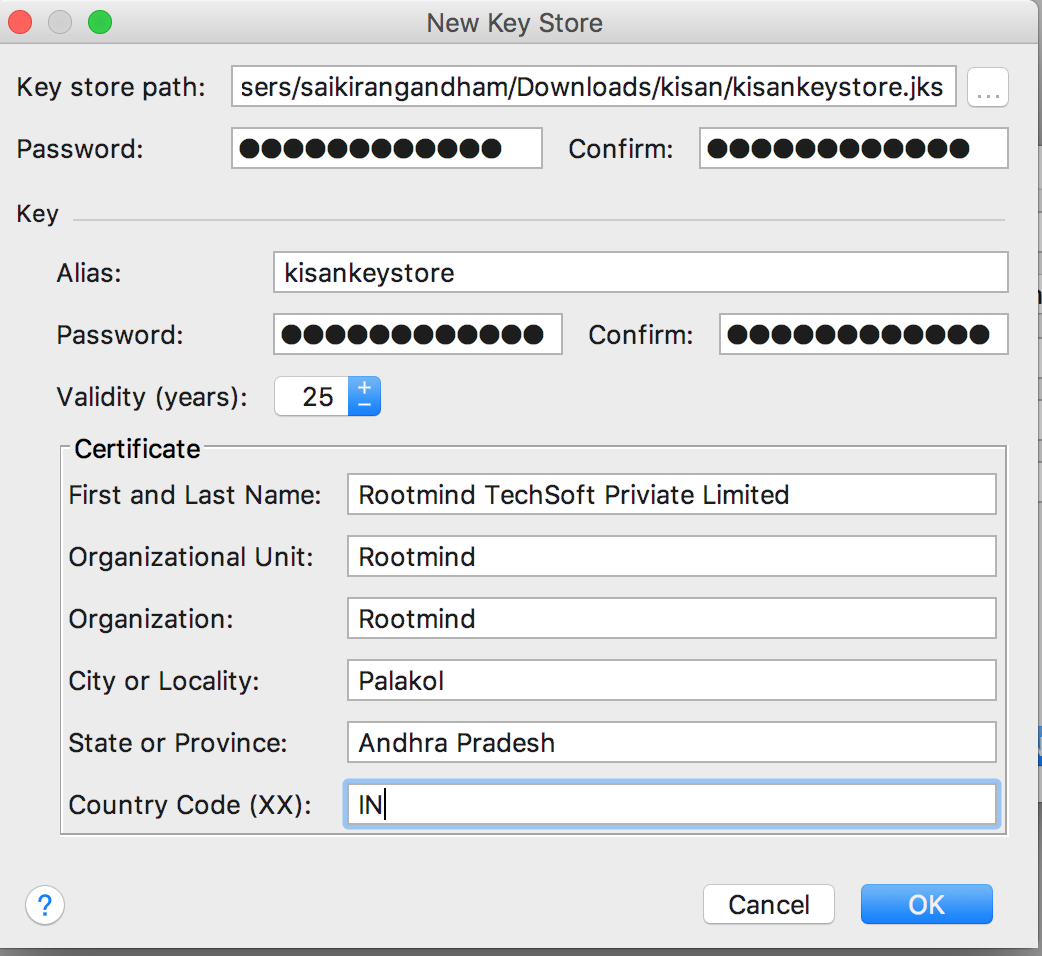 New Key Store
Key store path: sers/saikirangandham/Downloads/kisan/kisankeystore.jks ...
Password: ●●●●●●●●●●●● Confirm: ●●●●●●●●●●●●
Key
Alias: kisankeystore
Password: ●●●●●●●●●●●● Confirm: ●●●●●●●●●●●●
Validity (years): 25 + −
Certificate
First and Last Name: Rootmind TechSoft Priviate Limited
Organizational Unit: Rootmind
Organization: Rootmind
City or Locality: Palakol
State or Province: Andhra Pradesh
Country Code (XX): IN
? Cancel OK